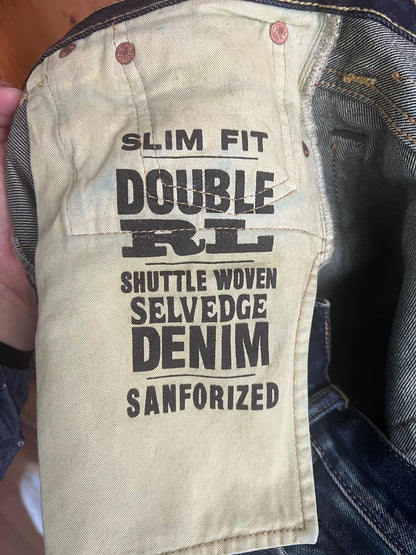 SLIM FIT
DOUBLE
RL
SHUTTLE WOVEN
SELVEDGE
DENIM
SANFORIZED